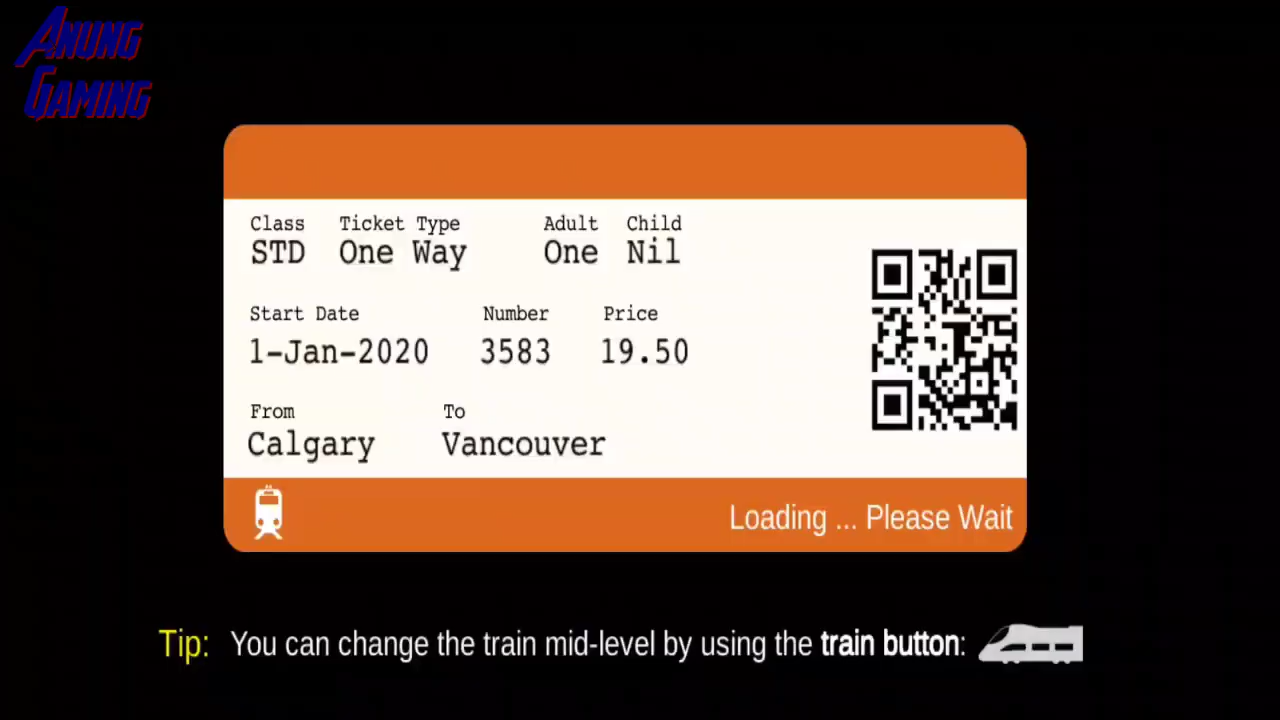 Anung
Gaming
Class Ticket Type Adult Child
STD One Way One Nil
Start Date Number Price
1-Jan-2020 3583 19.50
From To
Calgary Vancouver
Loading ... Please Wait
Tip: You can change the train mid-level by using the train button: